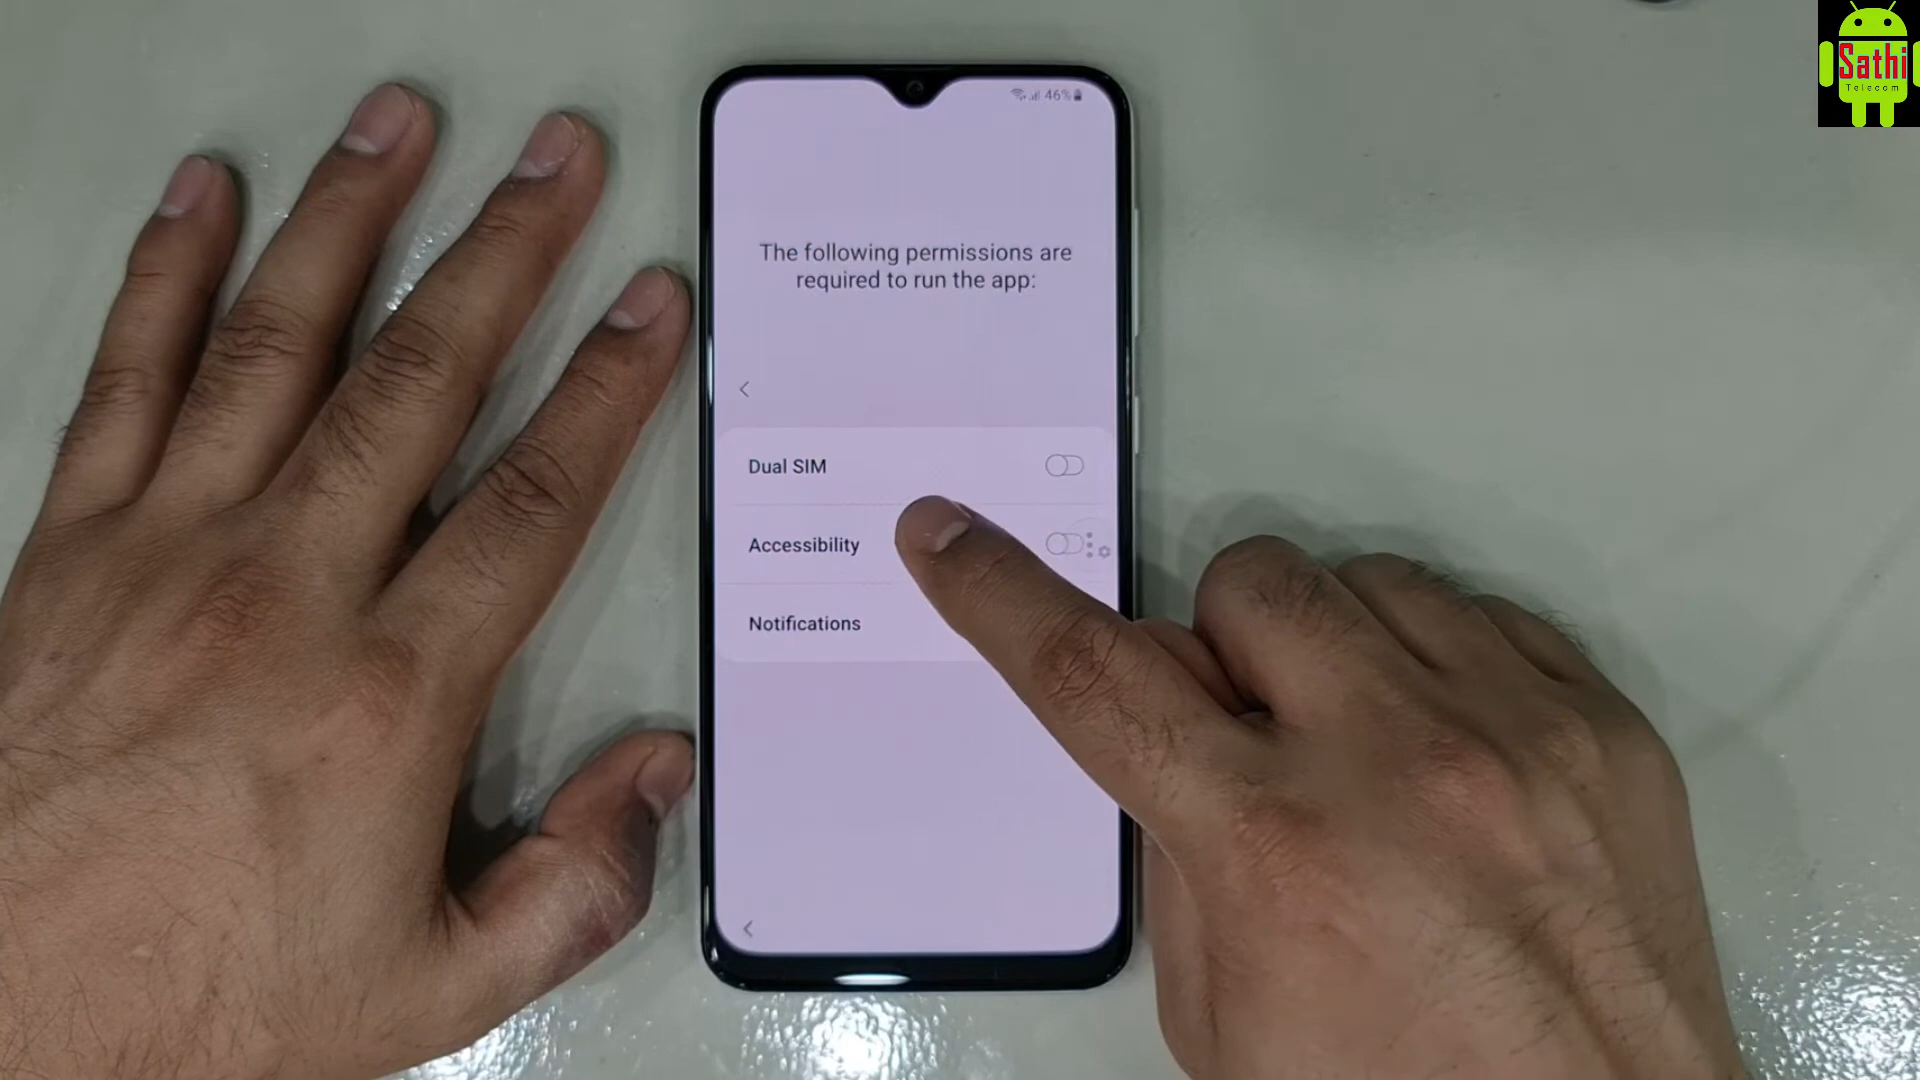 Sathi
Telecom
46%
The following permissions are
required to run the app:
Dual SIM
Accessibility
Notifications